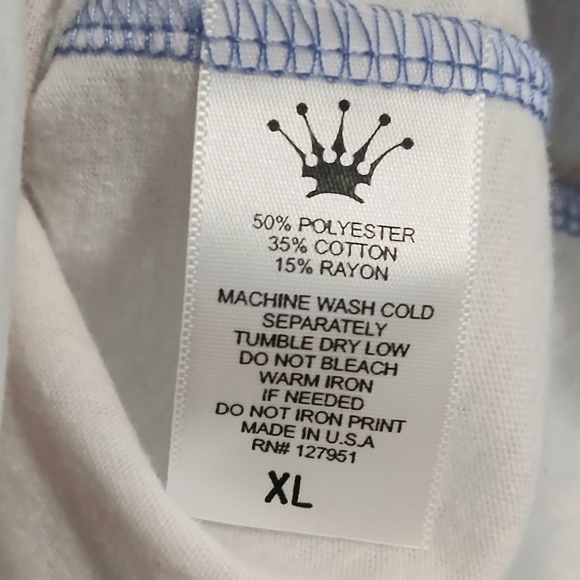 50% POLYESTER
35% COTTON
15% RAYON
MACHINE WASH COLD
SEPARATELY
TUMBLE DRY LOW
DO NOT BLEACH
WARM IRON
IF NEEDED
DO NOT IRON PRINT
MADE IN U.S.A
RN# 127951
XL